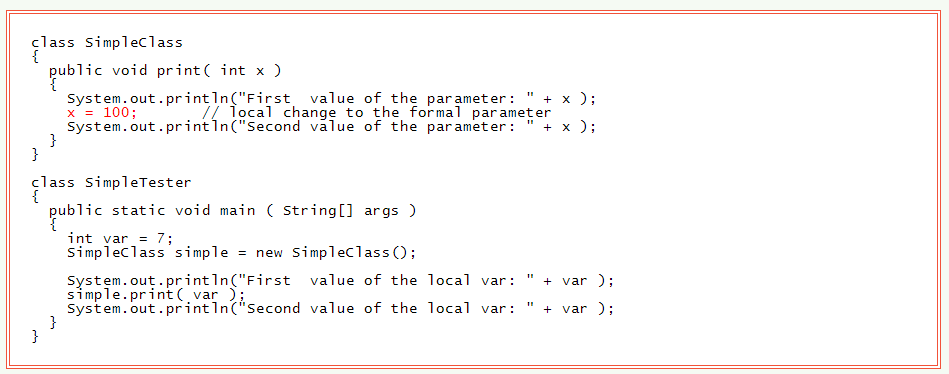 class SimpleClass
{
  public void print( int x )
  {
    System.out.println("First  value of the parameter: " + x );
    x = 100;       // local change to the formal parameter
    System.out.println("Second value of the parameter: " + x );
  }
}
class SimpleTester
{
  public static void main ( String[] args )
  {
    int var = 7;
    SimpleClass simple = new SimpleClass();
    System.out.println("First  value of the local var: " + var );
    simple.print( var );
    System.out.println("Second value of the local var: " + var );
  }
}